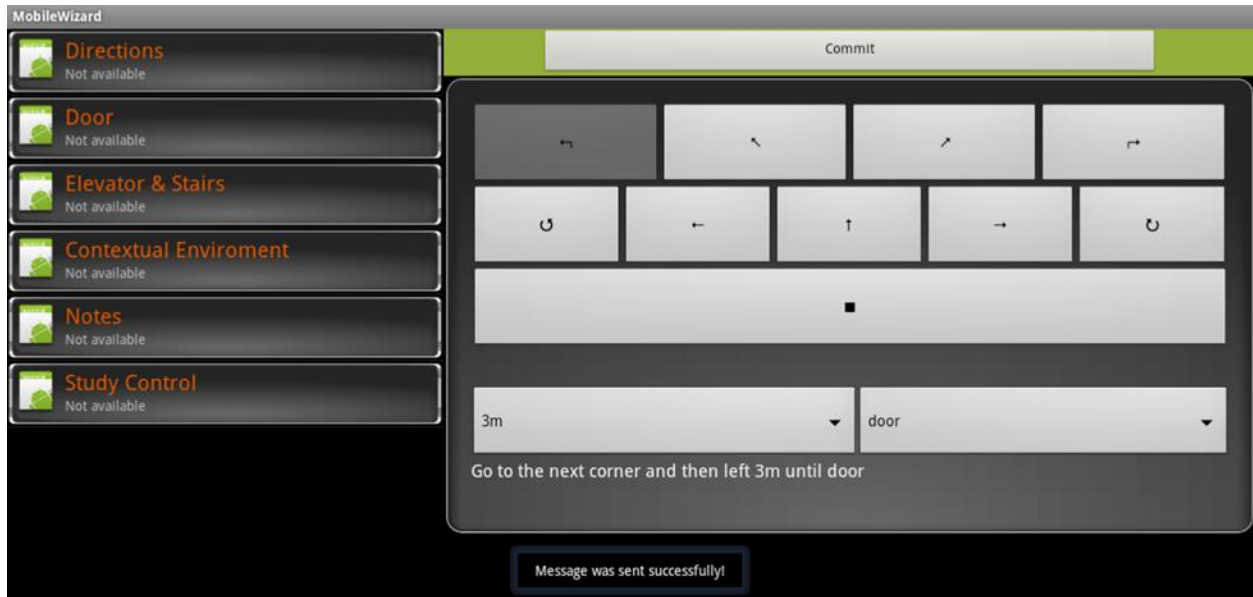 MobileWizard
Directions
Not available
Door
Not available
Elevator & Stairs
Not available
Contextual Enviroment
Not available
Notes
Not available
Study Control
Not available
Commit
↰ ↖ ↗ ↱
↺ ← ↑ → ↻
■
3m door
Go to the next corner and then left 3m until door
Message was sent successfully!